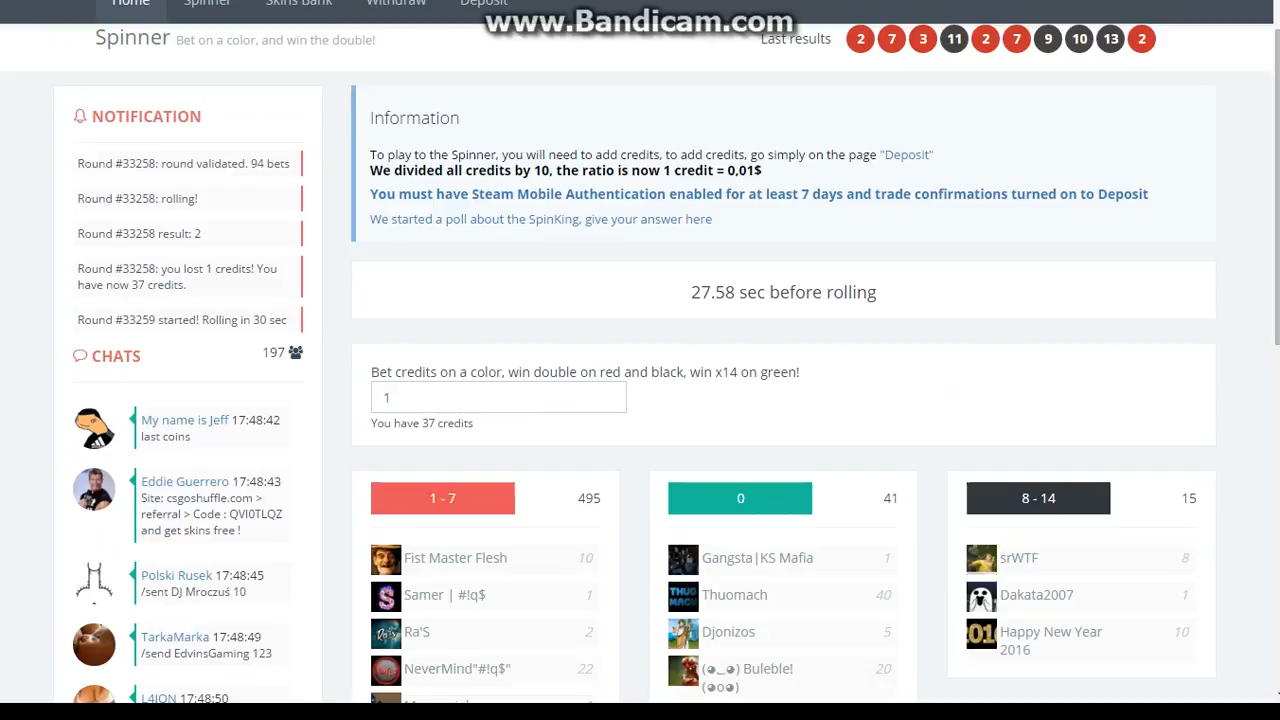 Home Spinner Skins Bank Withdraw Deposit
www.Bandicam.com
Spinner Bet on a color, and win the double!
Last results 2 7 3 11 2 7 9 10 13 2
NOTIFICATION
Round #33258: round validated. 94 bets
Round #33258: rolling!
Round #33258 result: 2
Round #33258: you lost 1 credits! You
have now 37 credits.
Round #33259 started! Rolling in 30 sec
CHATS 197
My name is Jeff 17:48:42
last coins
Eddie Guerrero 17:48:43
Site: csgoshuffle.com >
referral > Code : QVI0TLQZ
and get skins free !
Polski Rusek 17:48:45
/sent DJ Mroczuś 10
TarkaMarka 17:48:49
/send EdvinsGaming 123
L4ION 17:48:50
Information
To play to the Spinner, you will need to add credits, to add credits, go simply on the page "Deposit"
We divided all credits by 10, the ratio is now 1 credit = 0,01$
You must have Steam Mobile Authentication enabled for at least 7 days and trade confirmations turned on to Deposit
We started a poll about the SpinKing, give your answer here
27.58 sec before rolling
Bet credits on a color, win double on red and black, win x14 on green!
1
You have 37 credits
1 - 7 495
Fist Master Flesh 10
Samer | #!q$ 1
Ra'S 2
NeverMind"#!q$" 22
0 41
Gangsta|KS Mafia 1
Thuomach 40
Djonizos 5
(◕‿◕) Buleble! 20
(◕o◕)
8 - 14 15
srWTF 8
Dakata2007 1
Happy New Year 10
2016